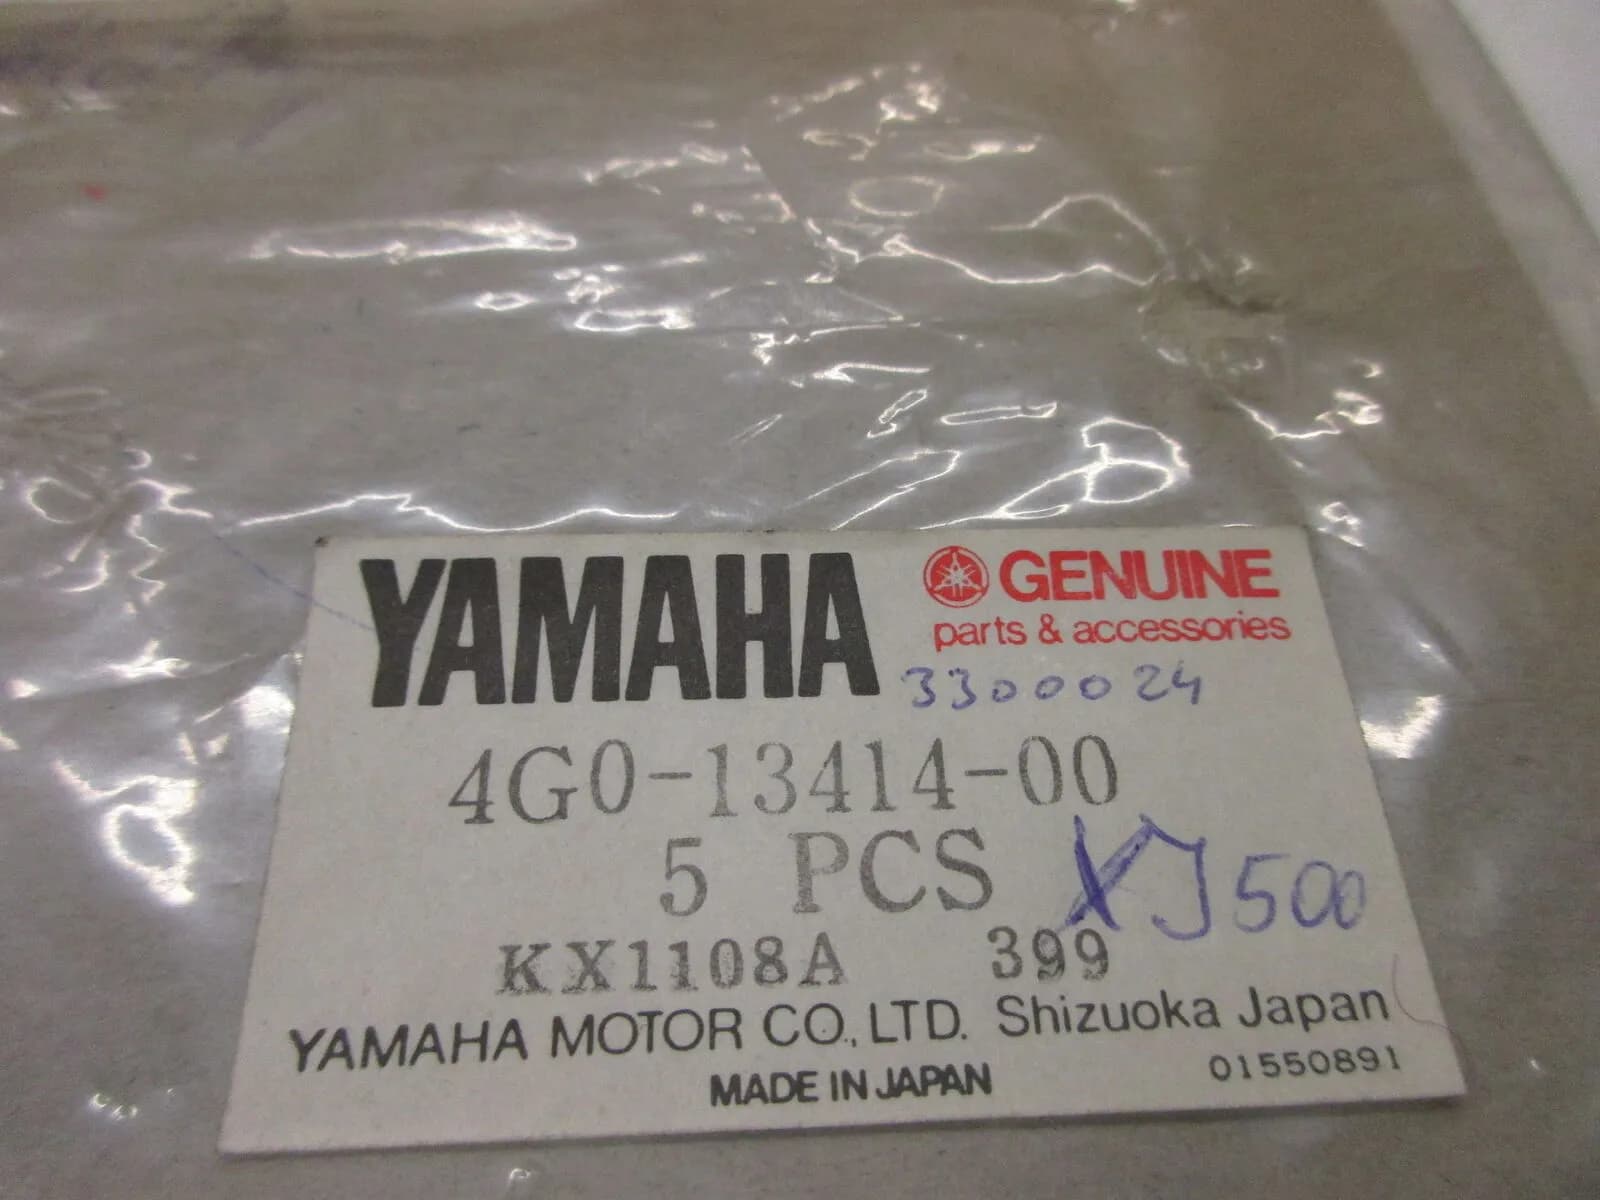 YAMAHA
GENUINE
parts & accessories
3300024
4G0-13414-00
5 PCS
XJ500
KX1108A 399
YAMAHA MOTOR CO., LTD. Shizuoka Japan
MADE IN JAPAN
01550891